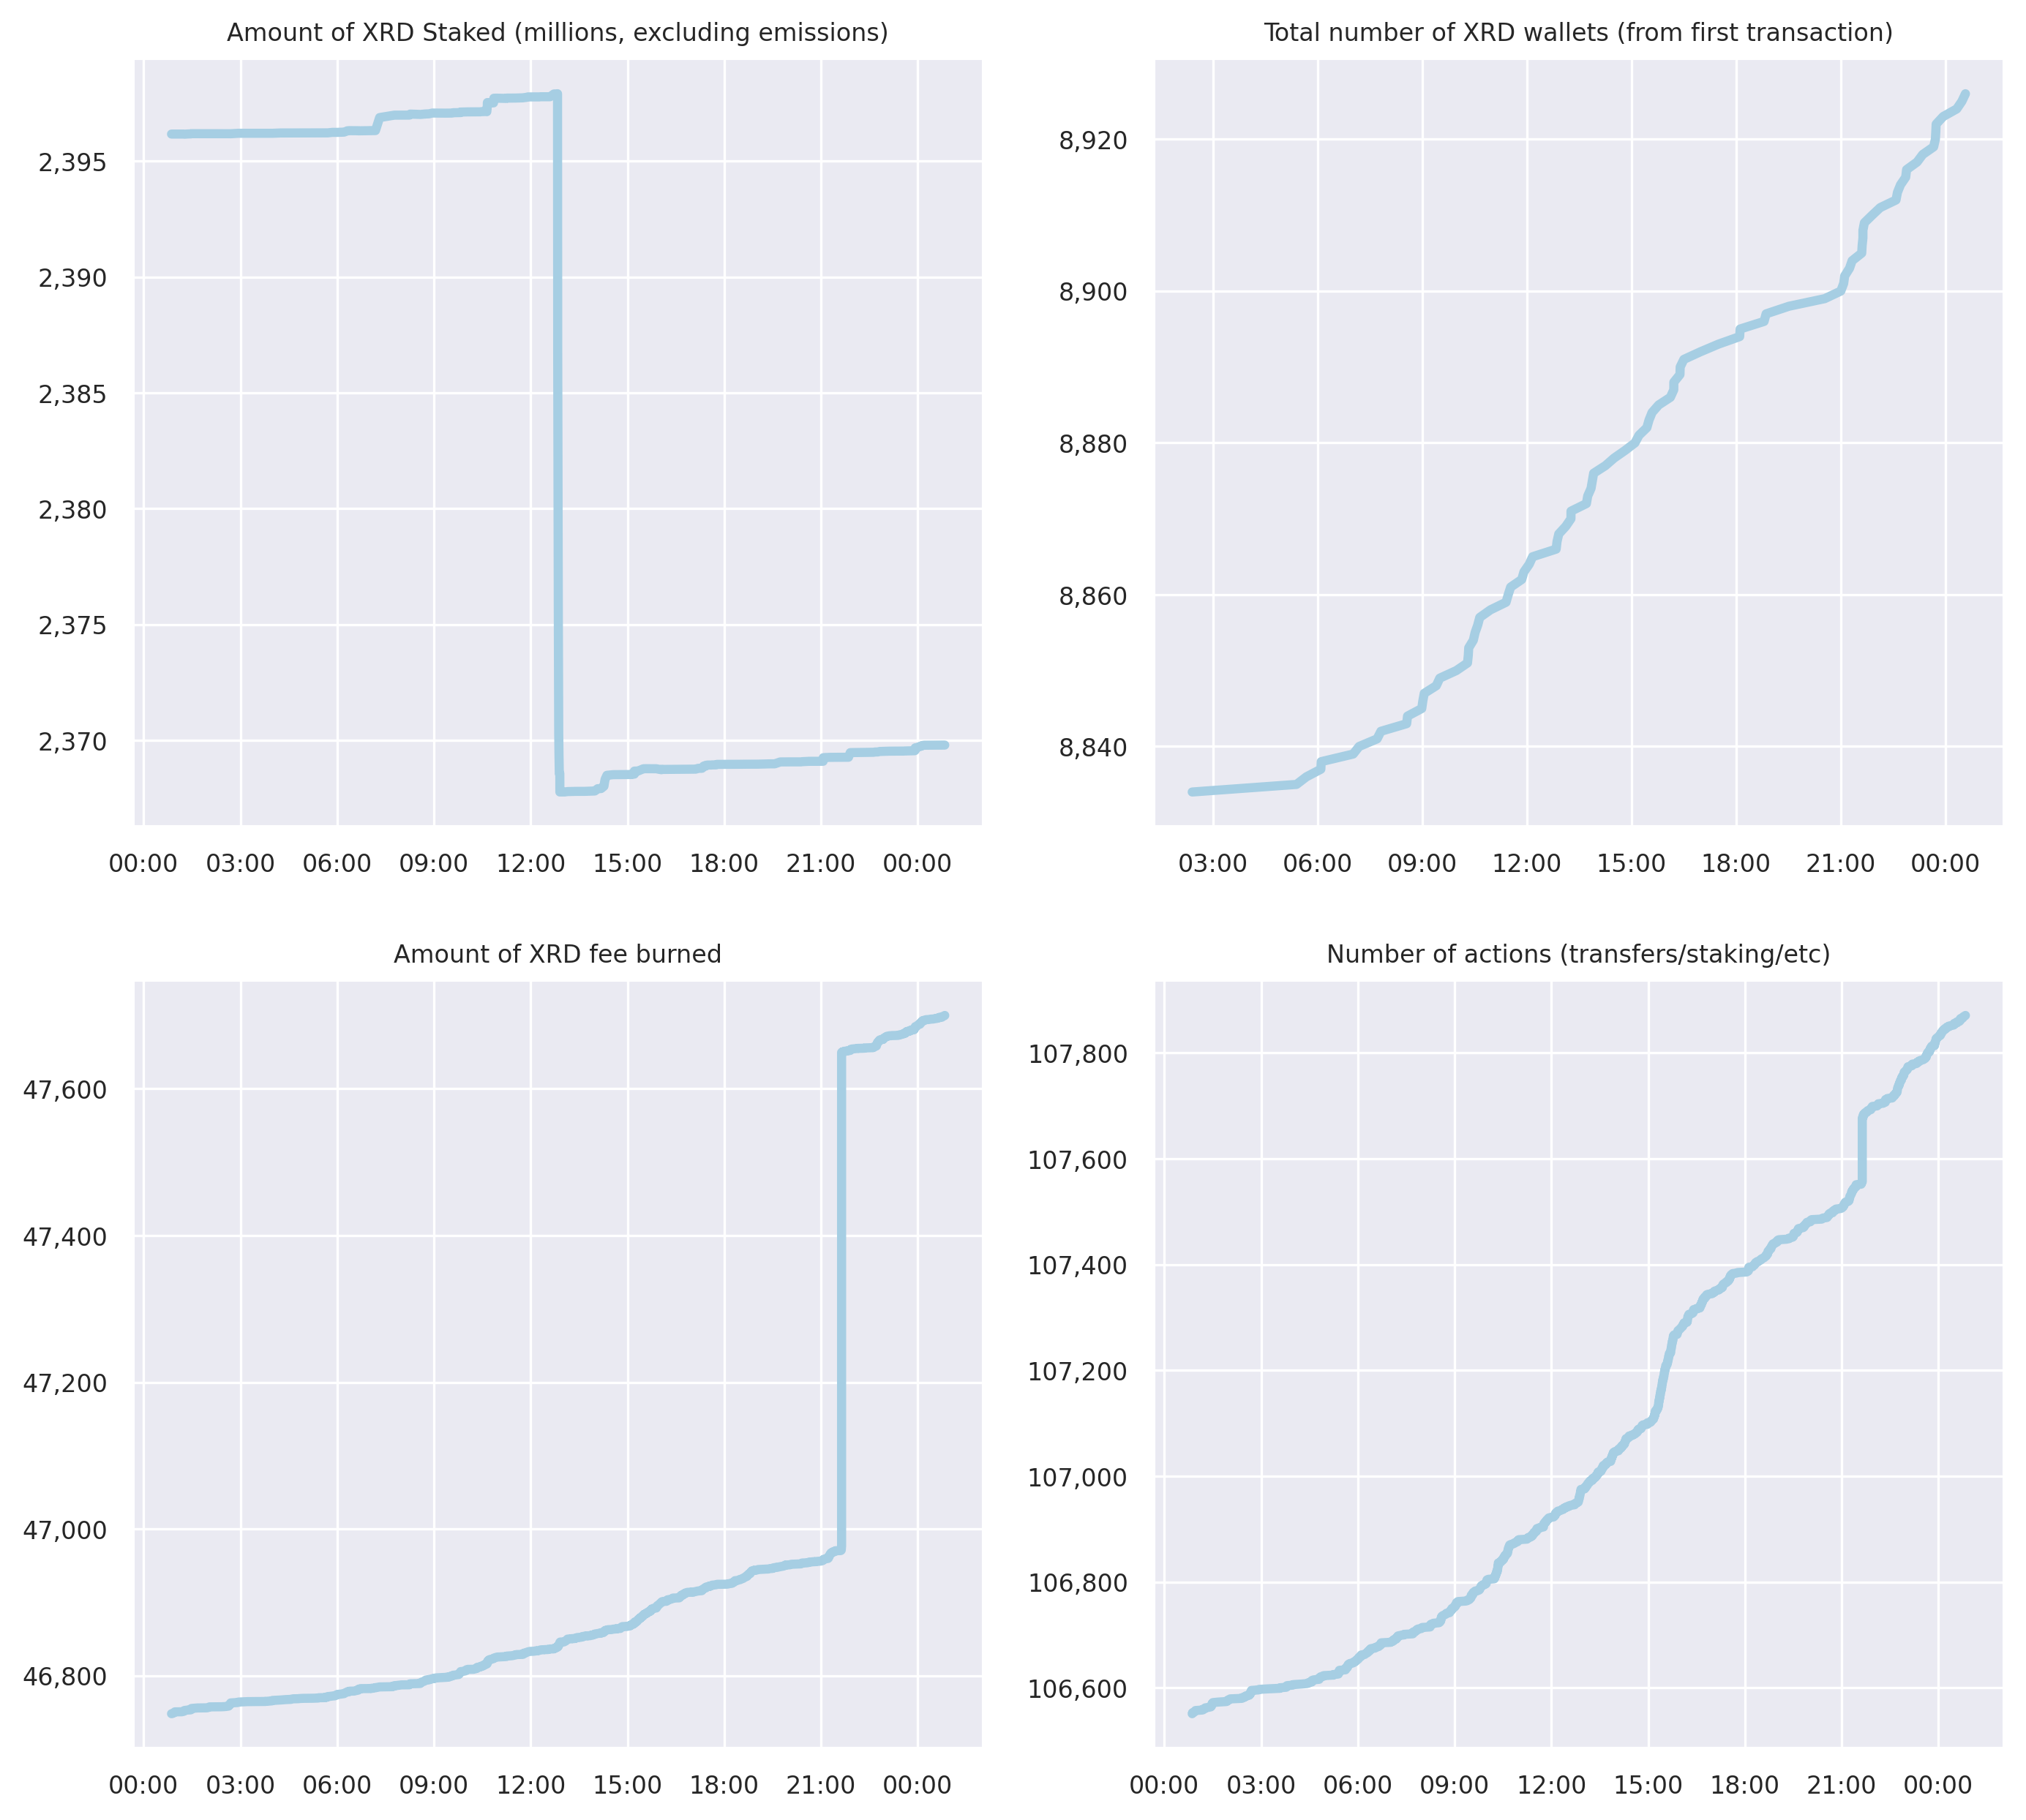 Amount of XRD Staked (millions, excluding emissions)
2,395
2,390
2,385
2,380
2,375
2,370
00:00 03:00 06:00 09:00 12:00 15:00 18:00 21:00 00:00
Total number of XRD wallets (from first transaction)
8,920
8,900
8,880
8,860
8,840
03:00 06:00 09:00 12:00 15:00 18:00 21:00 00:00
Amount of XRD fee burned
47,600
47,400
47,200
47,000
46,800
00:00 03:00 06:00 09:00 12:00 15:00 18:00 21:00 00:00
Number of actions (transfers/staking/etc)
107,800
107,600
107,400
107,200
107,000
106,800
106,600
00:00 03:00 06:00 09:00 12:00 15:00 18:00 21:00 00:00